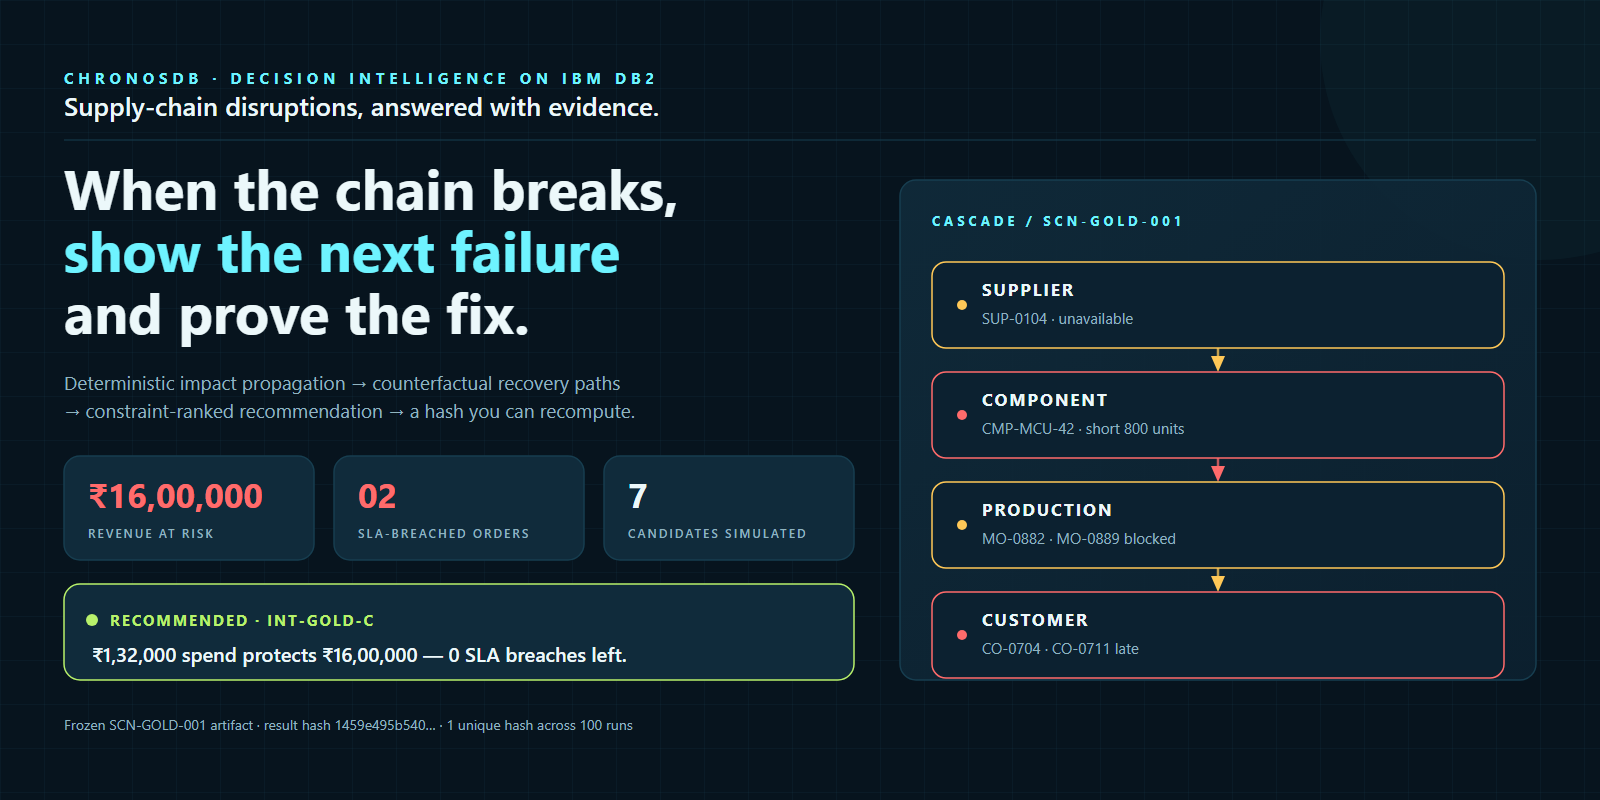 CHRONOSDB · DECISION INTELLIGENCE ON IBM DB2
Supply-chain disruptions, answered with evidence.
When the chain breaks,
show the next failure
and prove the fix.
Deterministic impact propagation → counterfactual recovery paths
→ constraint-ranked recommendation → a hash you can recompute.
₹16,00,000
REVENUE AT RISK
02
SLA-BREACHED ORDERS
7
CANDIDATES SIMULATED
RECOMMENDED · INT-GOLD-C
₹1,32,000 spend protects ₹16,00,000 — 0 SLA breaches left.
Frozen SCN-GOLD-001 artifact · result hash 1459e495b540... · 1 unique hash across 100 runs
CASCADE / SCN-GOLD-001
SUPPLIER
SUP-0104 · unavailable
COMPONENT
CMP-MCU-42 · short 800 units
PRODUCTION
MO-0882 · MO-0889 blocked
CUSTOMER
CO-0704 · CO-0711 late